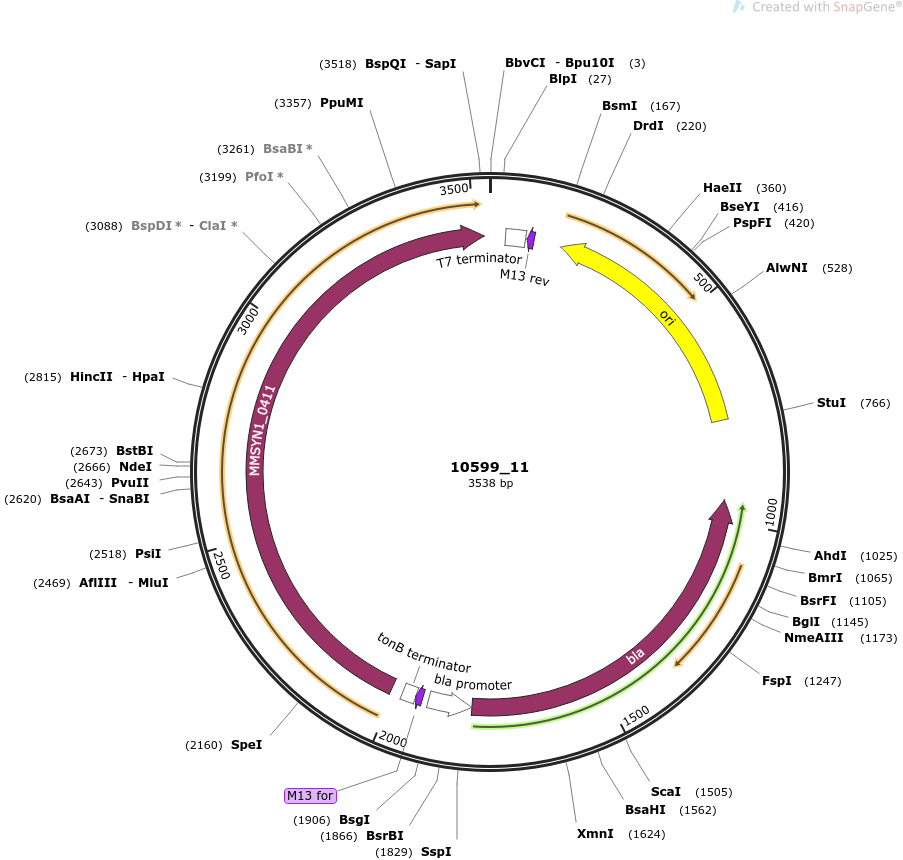 Created with SnapGene®
(3518) BspQI - SapI
BbvCI - Bpu10I (3)
BlpI (27)
(3357) PpuMI
BsmI (167)
DrdI (220)
(3261) BsaBI *
(3199) PfoI *
HaeII (360)
BseYI (416)
PspFI (420)
(3088) BspDI * - ClaI *
AlwNI (528)
3500
T7 terminator
M13 rev
500
ori
3000
MMSYN1_0411
(2815) HincII - HpaI
StuI (766)
(2673) BstBI
(2666) NdeI
(2643) PvuII
(2620) BsaAI - SnaBI
10599_11
3538 bp
1000
(2518) PsiI
(2469) AflIII - MluI
2500
AhdI (1025)
BmrI (1065)
BsrFI (1105)
BglI (1145)
NmeAIII (1173)
FspI (1247)
tonB terminator
bla promoter
bla
1500
2000
(2160) SpeI
M13 for
(1906) BsgI
(1866) BsrBI
(1829) SspI
ScaI (1505)
BsaHI (1562)
XmnI (1624)